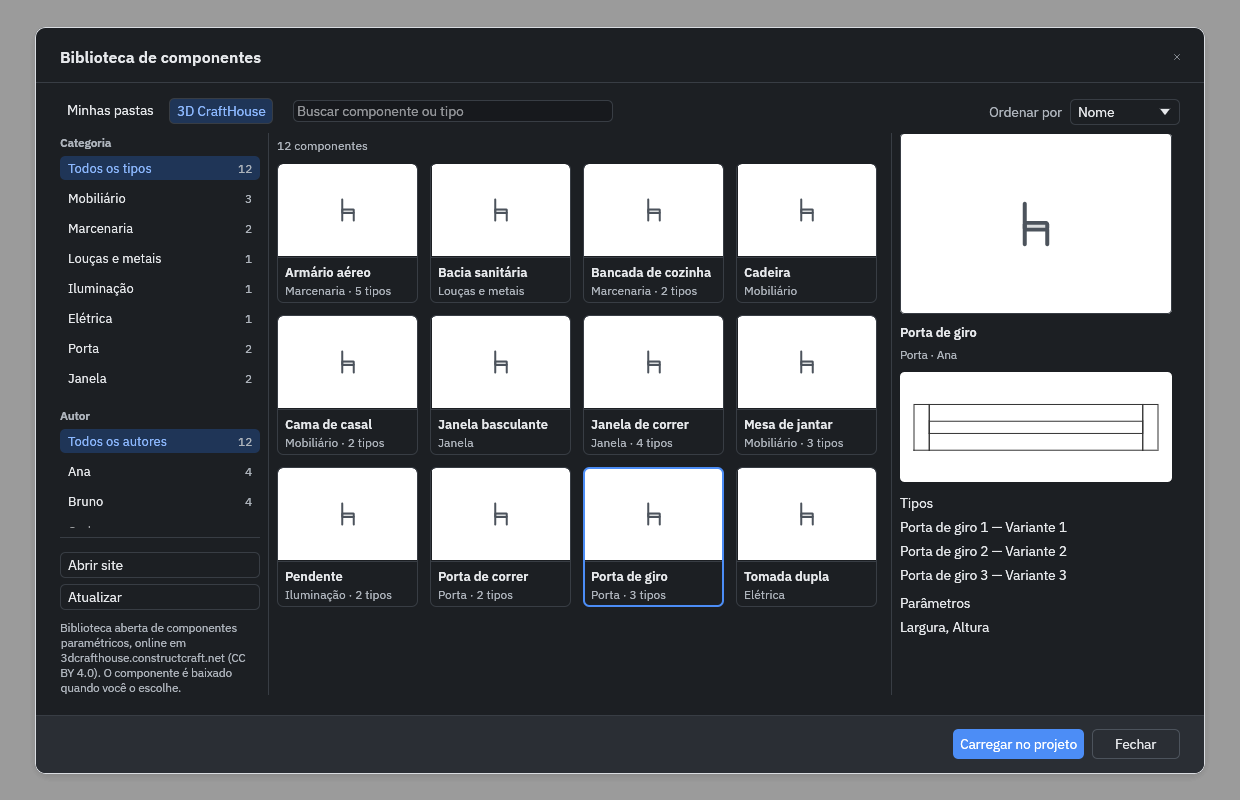 Biblioteca de componentes
×
Minhas pastas
3D CraftHouse
Buscar componente ou tipo
Ordenar por
Nome
Categoria
Todos os tipos 12
Mobiliário 3
Marcenaria 2
Louças e metais 1
Iluminação 1
Elétrica 1
Porta 2
Janela 2
Autor
Todos os autores 12
Ana 4
Bruno 4
Abrir site
Atualizar
Biblioteca aberta de componentes
paramétricos, online em
3dcrafthouse.constructcraft.net (CC
BY 4.0). O componente é baixado
quando você o escolhe.
12 componentes
Armário aéreo
Marcenaria · 5 tipos
Bacia sanitária
Louças e metais
Bancada de cozinha
Marcenaria · 2 tipos
Cadeira
Mobiliário
Cama de casal
Mobiliário · 2 tipos
Janela basculante
Janela
Janela de correr
Janela · 4 tipos
Mesa de jantar
Mobiliário · 3 tipos
Pendente
Iluminação · 2 tipos
Porta de correr
Porta · 2 tipos
Porta de giro
Porta · 3 tipos
Tomada dupla
Elétrica
Porta de giro
Porta · Ana
Tipos
Porta de giro 1 — Variante 1
Porta de giro 2 — Variante 2
Porta de giro 3 — Variante 3
Parâmetros
Largura, Altura
Carregar no projeto
Fechar